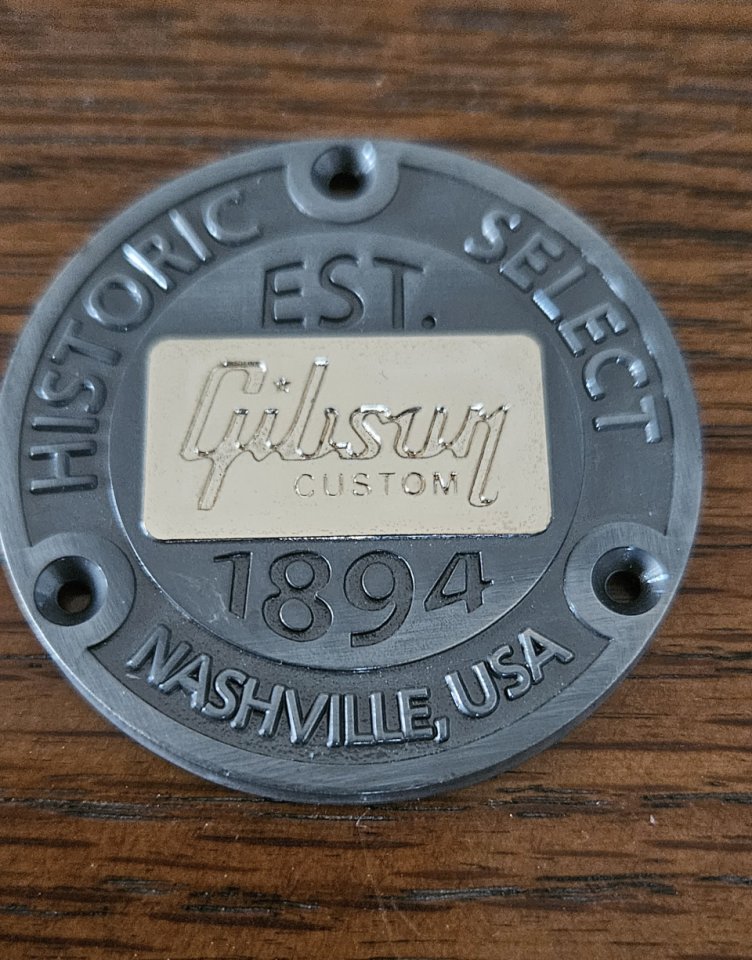 HISTORIC SELECT
EST.
Gibson
CUSTOM
1894
NASHVILLE, USA